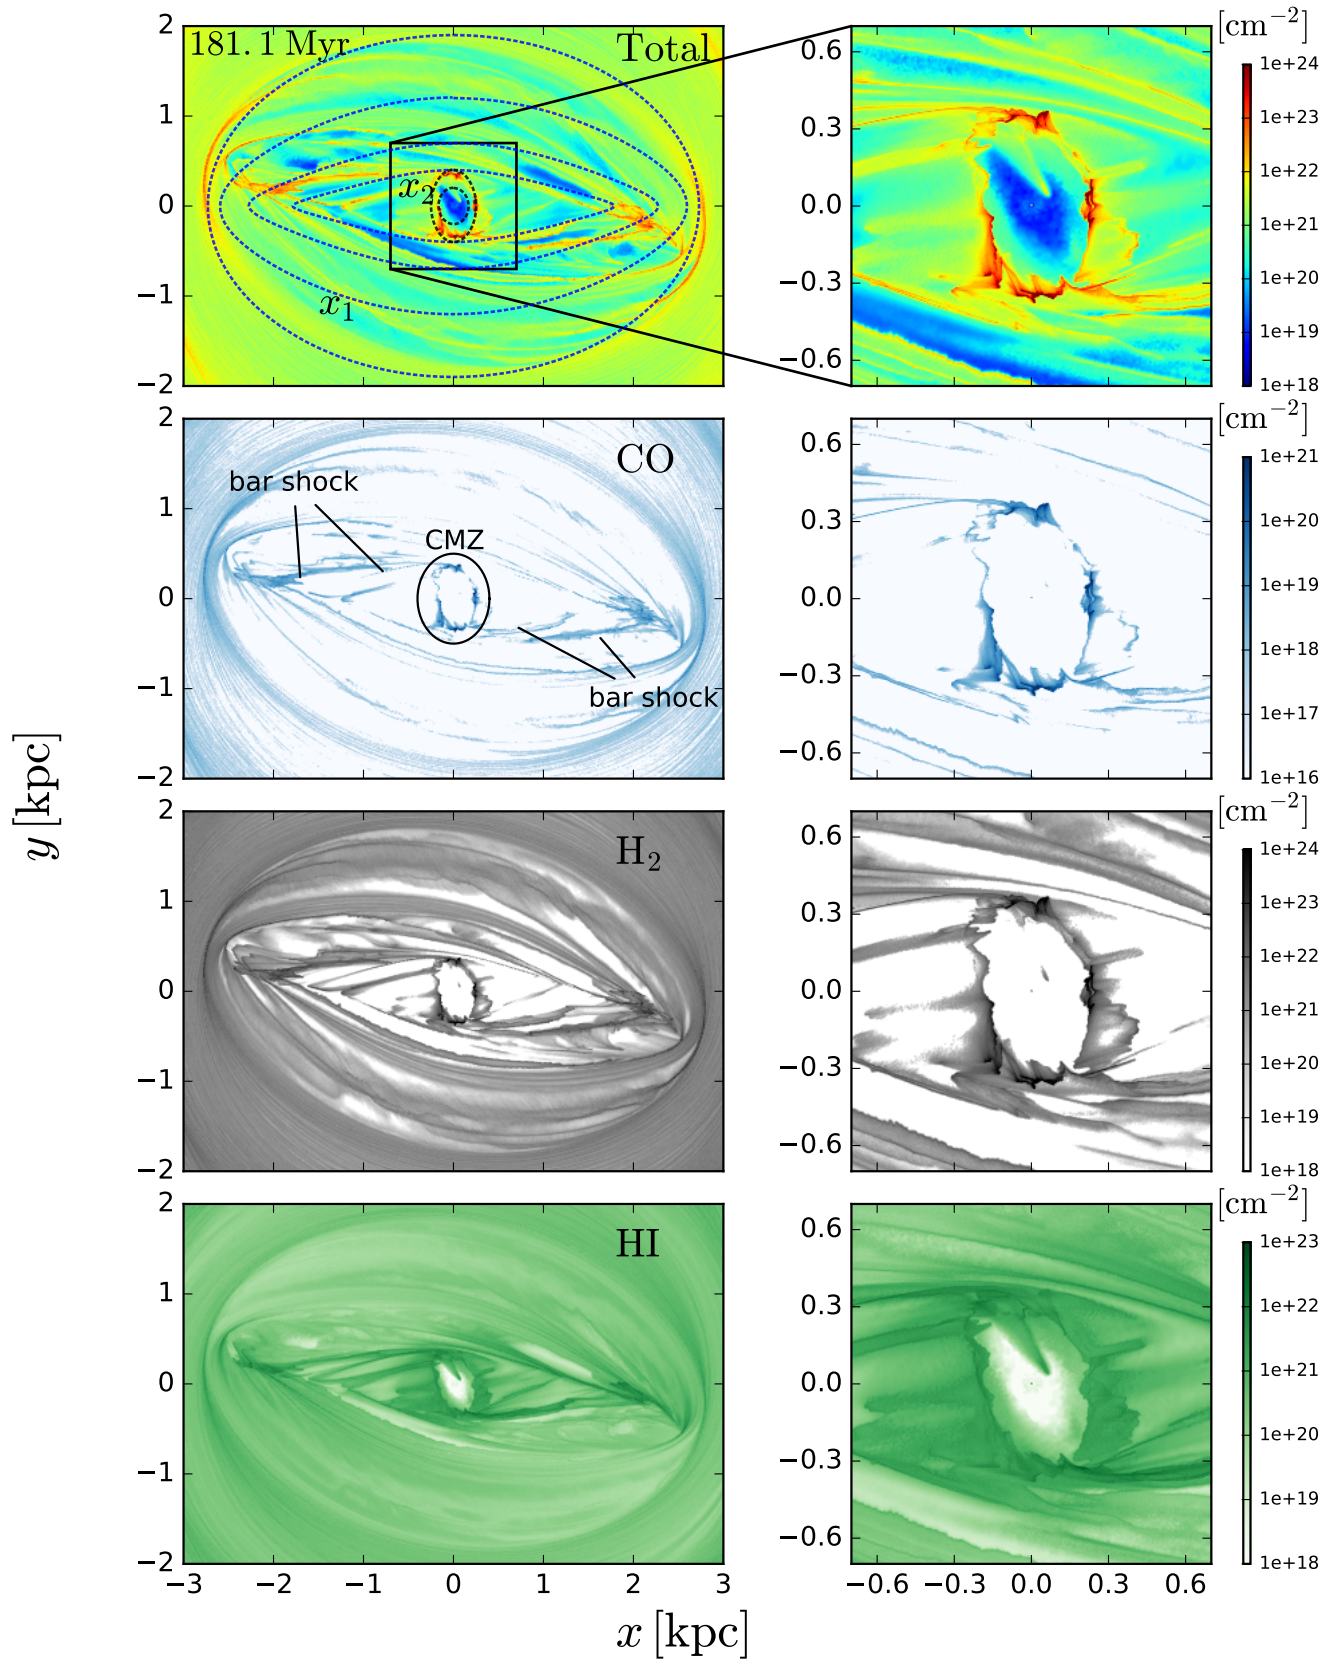 181.1 Myr
Total
x₂
x₁
2
1
0
−1
−2
0.6
0.3
0.0
−0.3
−0.6
[cm⁻²]
1e+24
1e+23
1e+22
1e+21
1e+20
1e+19
1e+18
CO
bar shock
CMZ
bar shock
2
1
0
−1
−2
0.6
0.3
0.0
−0.3
−0.6
[cm⁻²]
1e+21
1e+20
1e+19
1e+18
1e+17
1e+16
y [kpc]
H₂
2
1
0
−1
−2
0.6
0.3
0.0
−0.3
−0.6
[cm⁻²]
1e+24
1e+23
1e+22
1e+21
1e+20
1e+19
1e+18
HI
2
1
0
−1
−2
−3 −2 −1 0 1 2 3
0.6
0.3
0.0
−0.3
−0.6
−0.6 −0.3 0.0 0.3 0.6
[cm⁻²]
1e+23
1e+22
1e+21
1e+20
1e+19
1e+18
x [kpc]